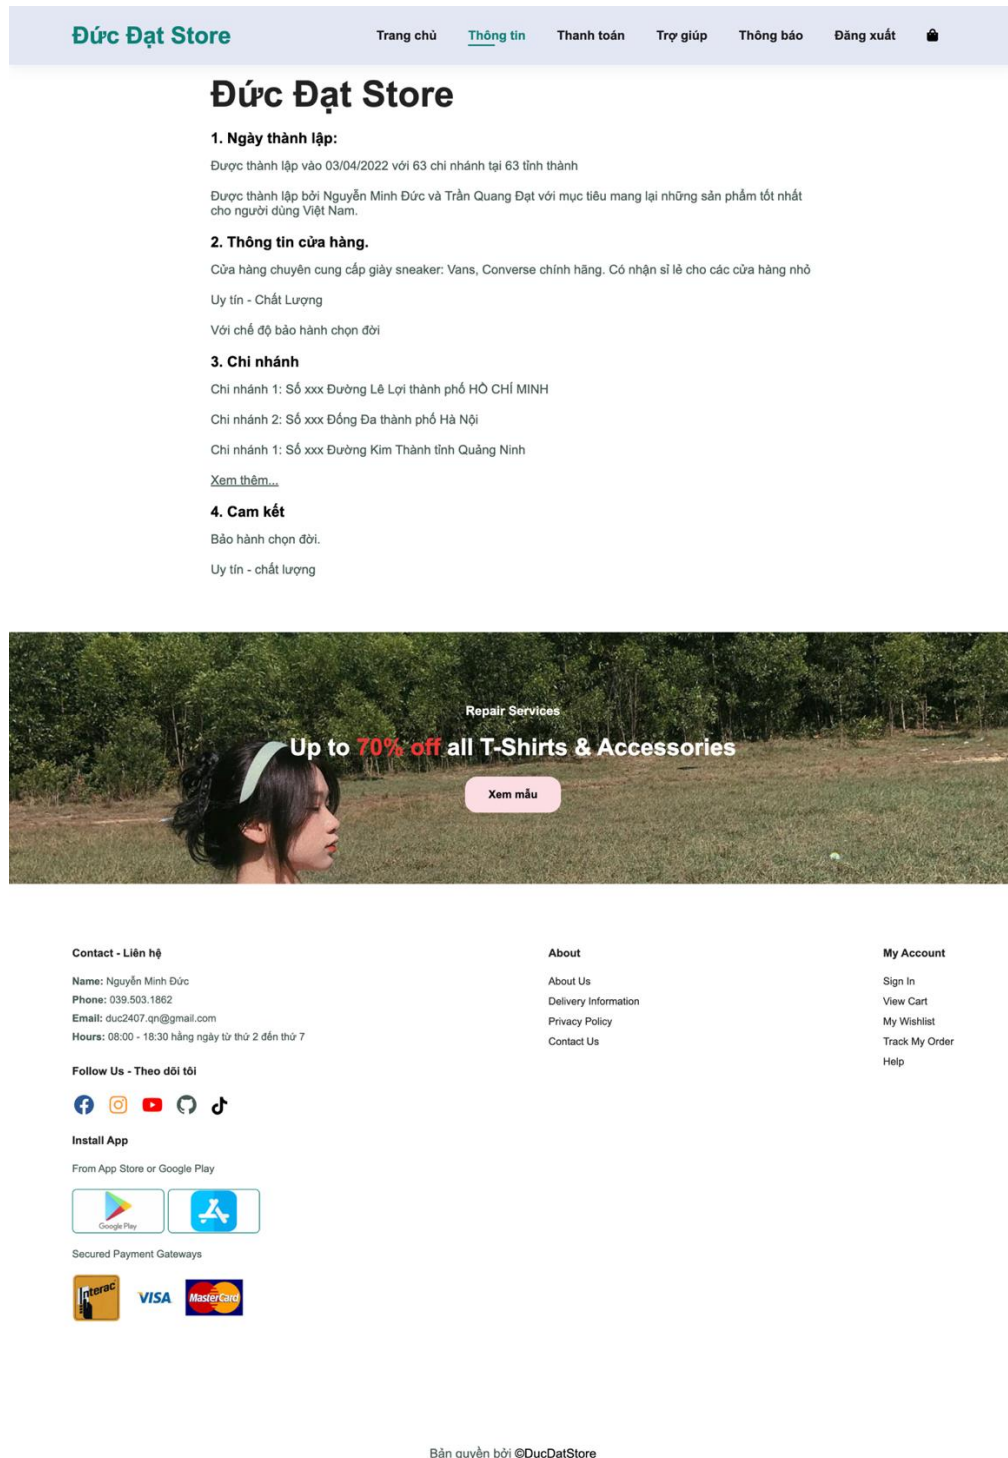 Đức Đạt Store
Trang chủ Thông tin Thanh toán Trợ giúp Thông báo Đăng xuất
Đức Đạt Store
1. Ngày thành lập:
Được thành lập vào 03/04/2022 với 63 chi nhánh tại 63 tỉnh thành
Được thành lập bởi Nguyễn Minh Đức và Trần Quang Đạt với mục tiêu mang lại những sản phẩm tốt nhất
cho người dùng Việt Nam.
2. Thông tin cửa hàng.
Cửa hàng chuyên cung cấp giày sneaker: Vans, Converse chính hãng. Có nhận sỉ lẻ cho các cửa hàng nhỏ
Uy tín - Chất Lượng
Với chế độ bảo hành chọn đời
3. Chi nhánh
Chi nhánh 1: Số xxx Đường Lê Lợi thành phố HỒ CHÍ MINH
Chi nhánh 2: Số xxx Đống Đa thành phố Hà Nội
Chi nhánh 1: Số xxx Đường Kim Thành tỉnh Quảng Ninh
Xem thêm...
4. Cam kết
Bảo hành chọn đời.
Uy tín - chất lượng
Repair Services
Up to 70% off all T-Shirts & Accessories
Xem mẫu
Contact - Liên hệ
Name: Nguyễn Minh Đức
Phone: 039.503.1862
Email: duc2407.qn@gmail.com
Hours: 08:00 - 18:30 hằng ngày từ thứ 2 đến thứ 7
Follow Us - Theo dõi tôi
Install App
From App Store or Google Play
Google Play
Secured Payment Gateways
Interac VISA MasterCard
About
About Us
Delivery Information
Privacy Policy
Contact Us
My Account
Sign In
View Cart
My Wishlist
Track My Order
Help
Bản quyền bởi ©DucDatStore